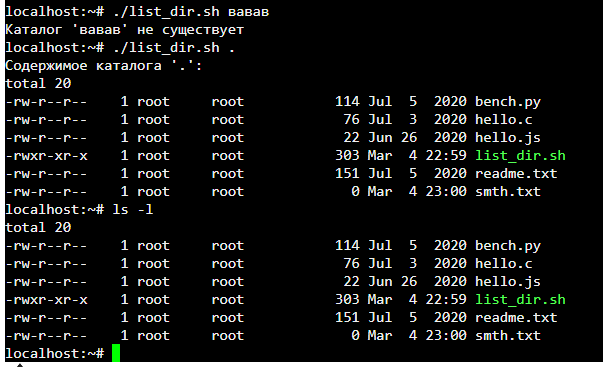 localhost:~# ./list_dir.sh вавав
Каталог 'вавав' не существует
localhost:~# ./list_dir.sh .
Содержимое каталога '.':
total 20
-rw-r--r--    1 root     root           114 Jul  5  2020 bench.py
-rw-r--r--    1 root     root            76 Jul  3  2020 hello.c
-rw-r--r--    1 root     root            22 Jun 26  2020 hello.js
-rwxr-xr-x    1 root     root           303 Mar  4 22:59 list_dir.sh
-rw-r--r--    1 root     root           151 Jul  5  2020 readme.txt
-rw-r--r--    1 root     root             0 Mar  4 23:00 smth.txt
localhost:~# ls -l
total 20
-rw-r--r--    1 root     root           114 Jul  5  2020 bench.py
-rw-r--r--    1 root     root            76 Jul  3  2020 hello.c
-rw-r--r--    1 root     root            22 Jun 26  2020 hello.js
-rwxr-xr-x    1 root     root           303 Mar  4 22:59 list_dir.sh
-rw-r--r--    1 root     root           151 Jul  5  2020 readme.txt
-rw-r--r--    1 root     root             0 Mar  4 23:00 smth.txt
localhost:~#